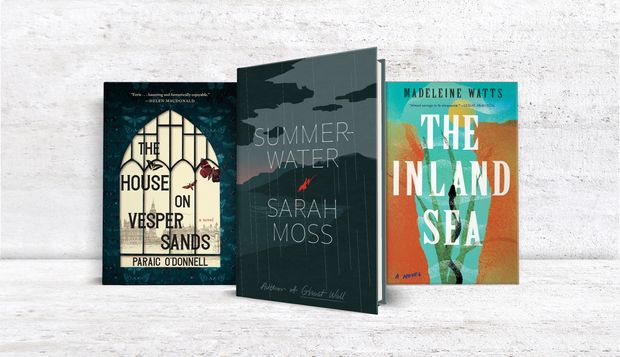 "Eerie . . . haunting and fantastically enjoyable."
—HELEN MACDONALD
THE
HOUSE
ON
VESPER
SANDS
a novel
PARAIC O'DONNELL
SUMMER-
WATER
SARAH
MOSS
Author of Ghost Wall
MADELEINE WATTS
THE
INLAND
SEA
A NOVEL